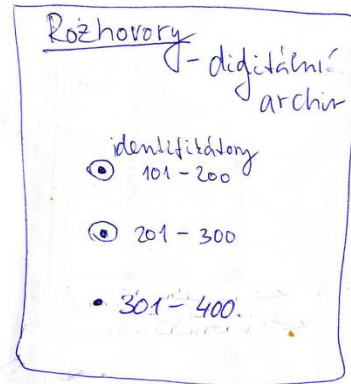 Rozhovory
- digitální
archiv
identifikátory
101 - 200
201 - 300
• 301 - 400.